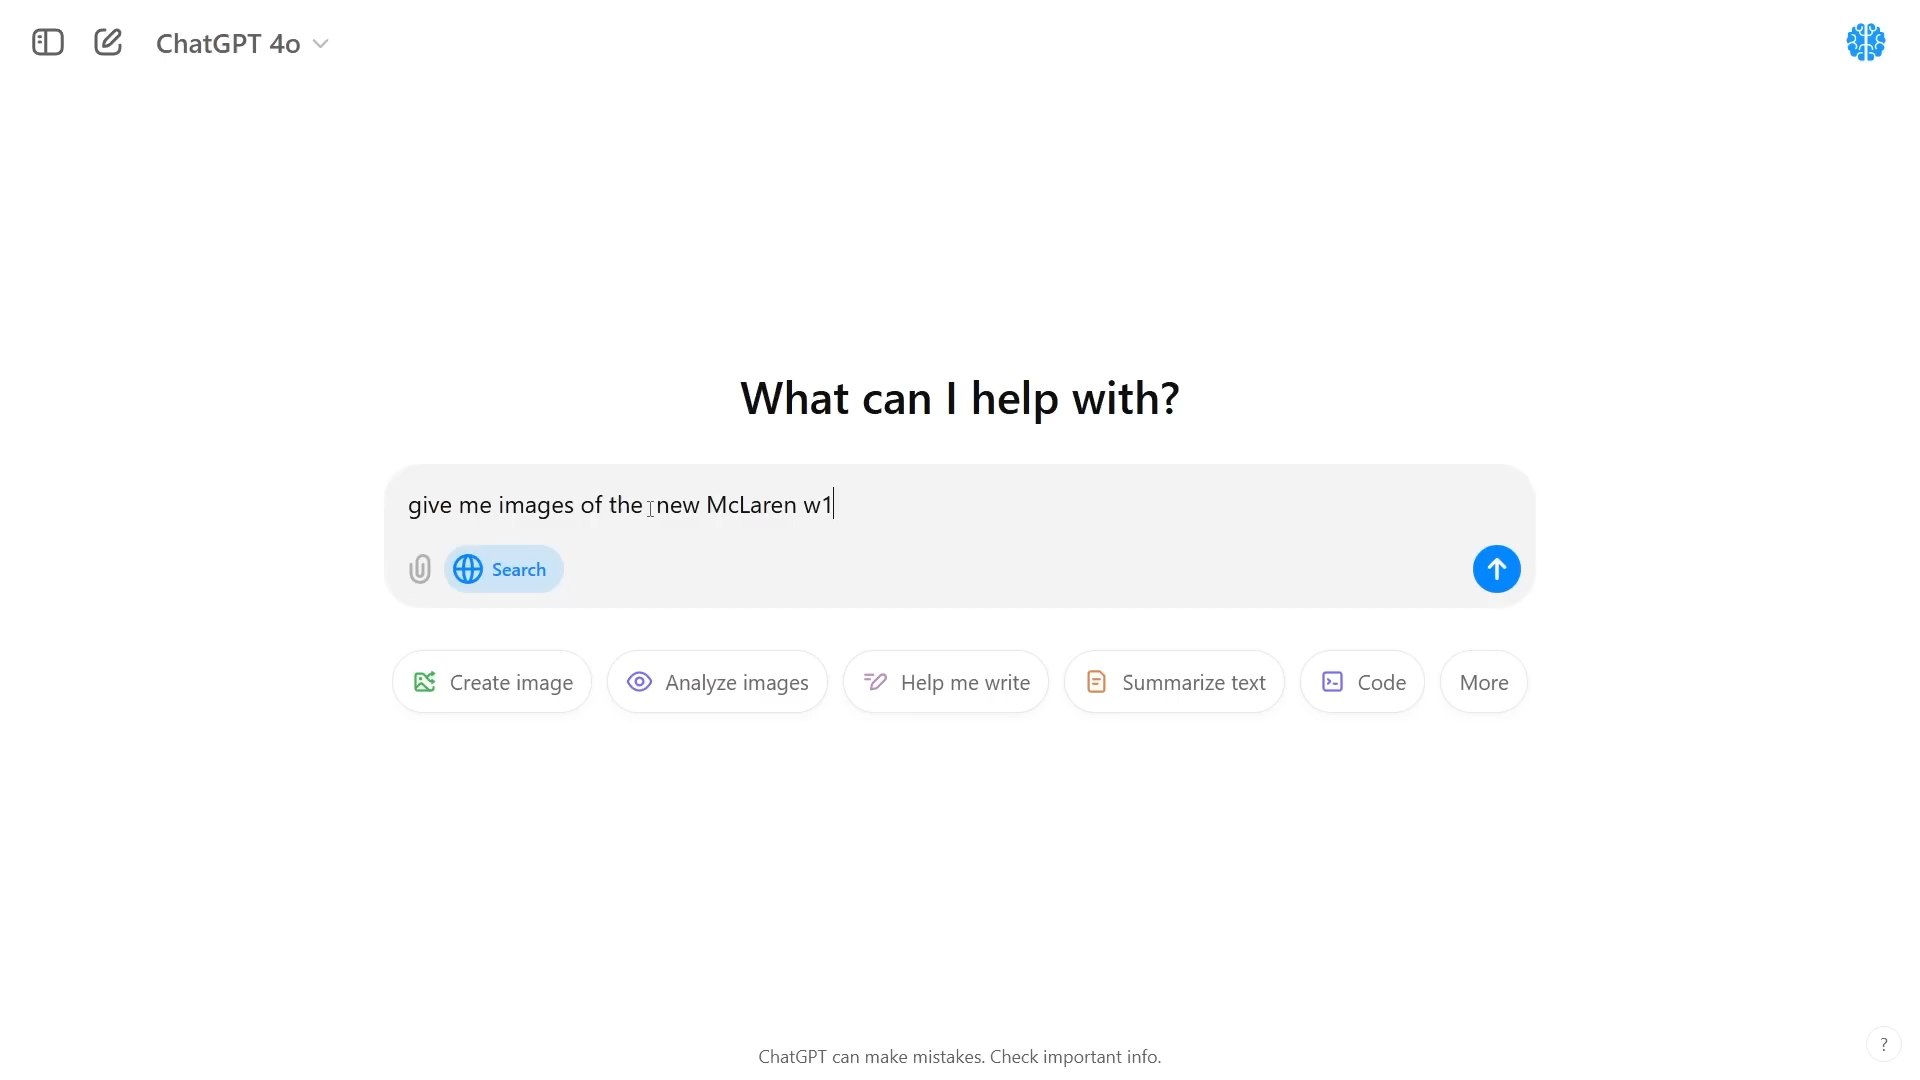 ChatGPT 4o
What can I help with?
give me images of the new McLaren w1
Search
Create image
Analyze images
Help me write
Summarize text
Code
More
ChatGPT can make mistakes. Check important info.
?